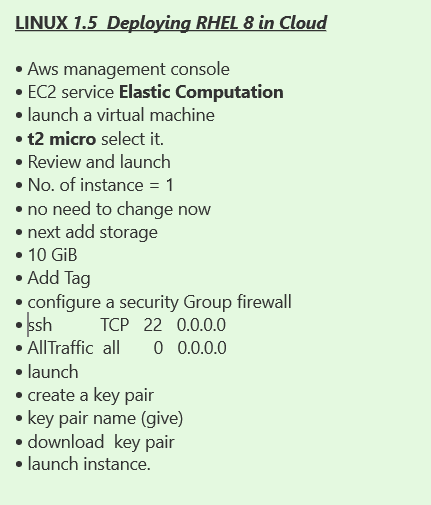 LINUX 1.5  Deploying RHEL 8 in Cloud
• Aws management console
• EC2 service Elastic Computation
• launch a virtual machine
• t2 micro select it.
• Review and launch
• No. of instance = 1
• no need to change now
• next add storage
• 10 GiB
• Add Tag
• configure a security Group firewall
• ssh          TCP   22   0.0.0.0
• AllTraffic  all       0   0.0.0.0
• launch
• create a key pair
• key pair name (give)
• download  key pair
• launch instance.